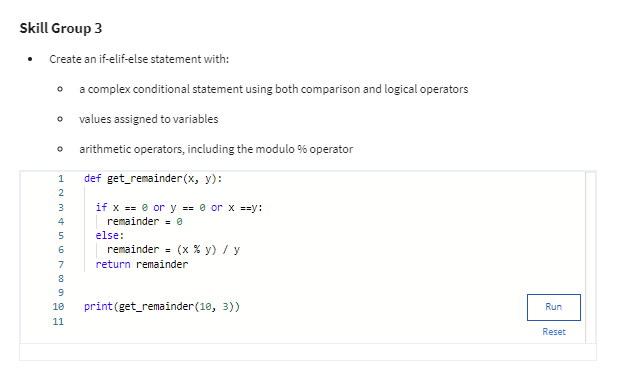 Skill Group 3
• Create an if-elif-else statement with:
o a complex conditional statement using both comparison and logical operators
o values assigned to variables
o arithmetic operators, including the modulo % operator
1 def get_remainder(x, y):
2
3 if x == 0 or y == 0 or x ==y:
4 remainder = 0
5 else:
6 remainder = (x % y) / y
7 return remainder
8
9
10 print(get_remainder(10, 3))
11
Run
Reset